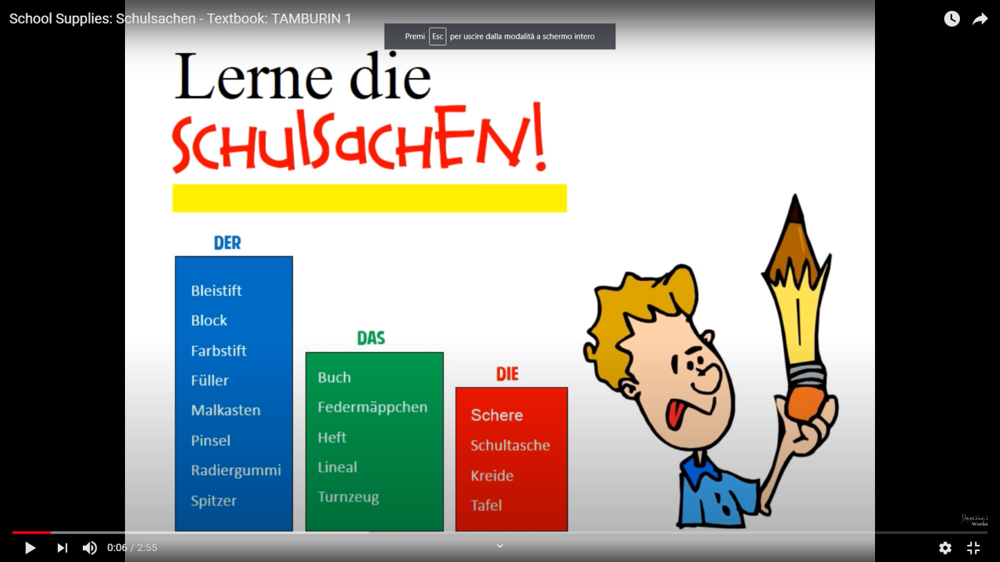 School Supplies: Schulsachen - Textbook: TAMBURIN 1
Premi Esc per uscire dalla modalità a schermo intero
Lerne die
SCHULSACHEN!
DER
Bleistift
Block
Farbstift
Füller
Malkasten
Pinsel
Radiergummi
Spitzer
DAS
Buch
Federmäppchen
Heft
Lineal
Turnzeug
DIE
Schere
Schultasche
Kreide
Tafel
Works
0:06 / 2:55